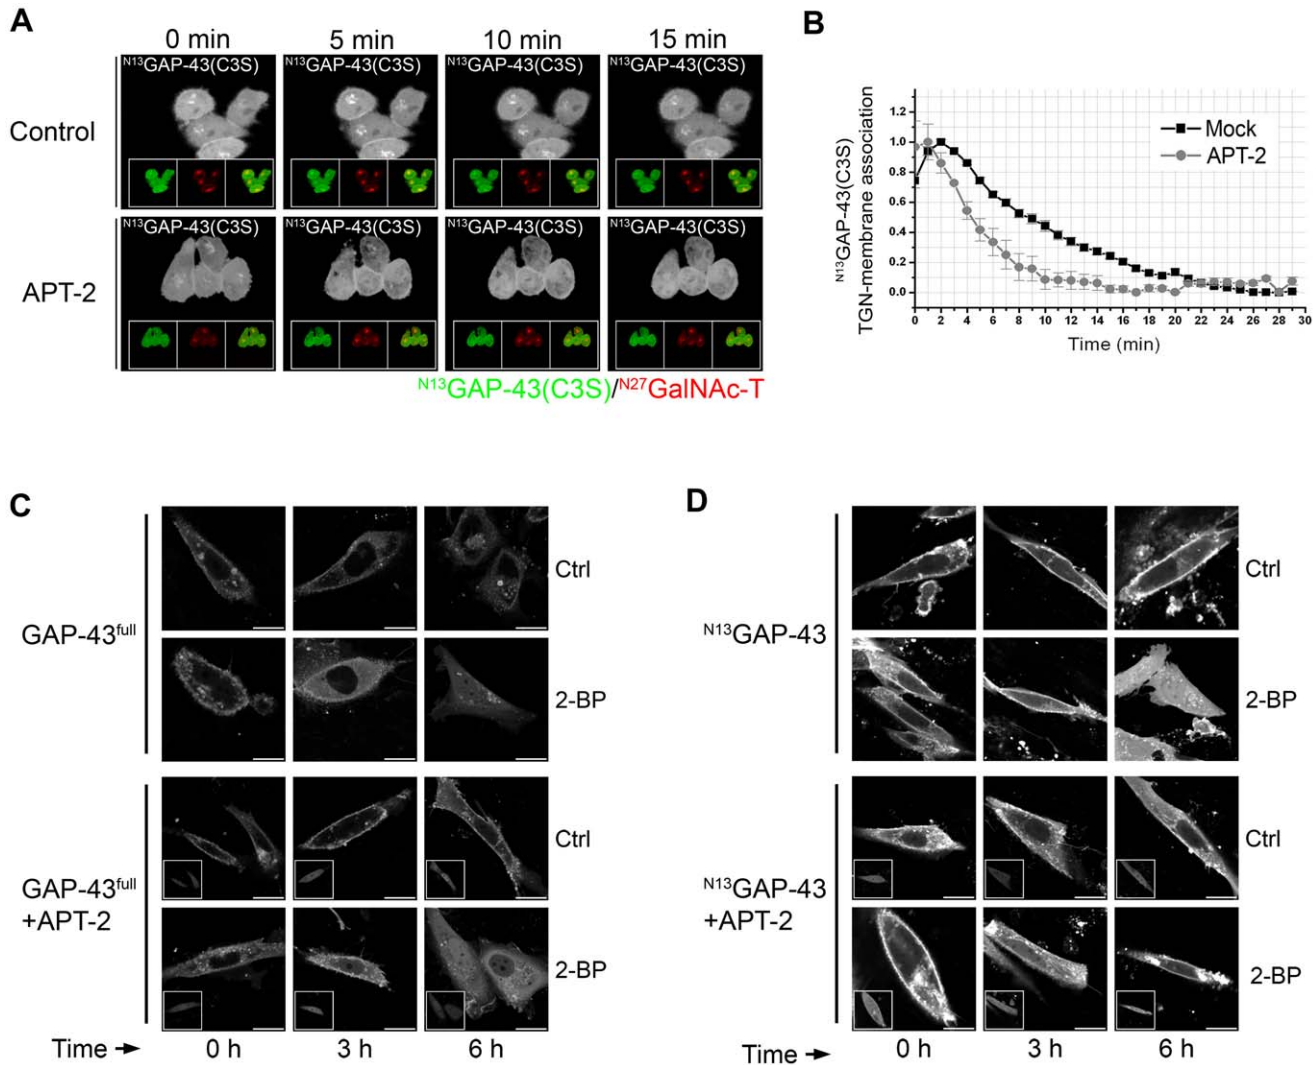 A
0 min 5 min 10 min 15 min
Control
N13GAP-43(C3S) N13GAP-43(C3S) N13GAP-43(C3S) N13GAP-43(C3S)
APT-2
N13GAP-43(C3S) N13GAP-43(C3S) N13GAP-43(C3S) N13GAP-43(C3S)
N13GAP-43(C3S)/N27GalNAc-T
B
N13GAP-43(C3S)
TGN-membrane association
1.2
1.0
0.8
0.6
0.4
0.2
0.0
Mock
APT-2
0 2 4 6 8 10 12 14 16 18 20 22 24 26 28 30
Time (min)
C
GAP-43full
Ctrl
2-BP
GAP-43full
+APT-2
Ctrl
2-BP
Time → 0 h 3 h 6 h
D
N13GAP-43
Ctrl
2-BP
N13GAP-43
+APT-2
Ctrl
2-BP
Time → 0 h 3 h 6 h